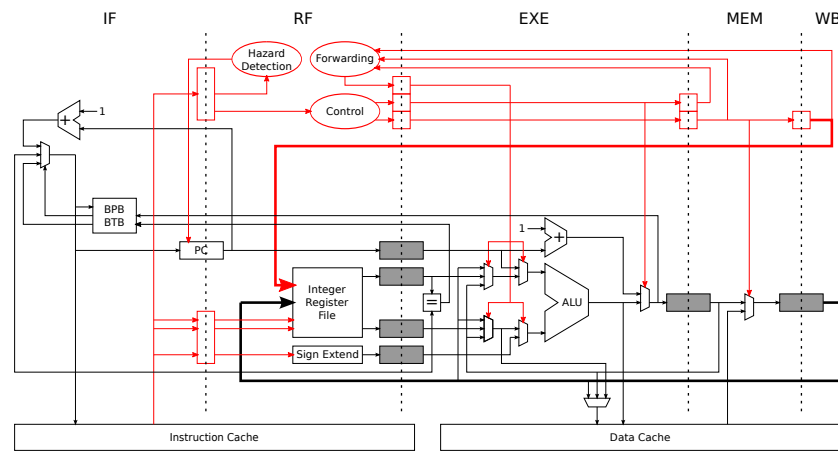 IF RF EXE MEM WB
Hazard
Detection
Forwarding
Control
1
+
BPB
BTB
PC
1
+
Integer
Register
File
=
ALU
Sign Extend
Instruction Cache
Data Cache